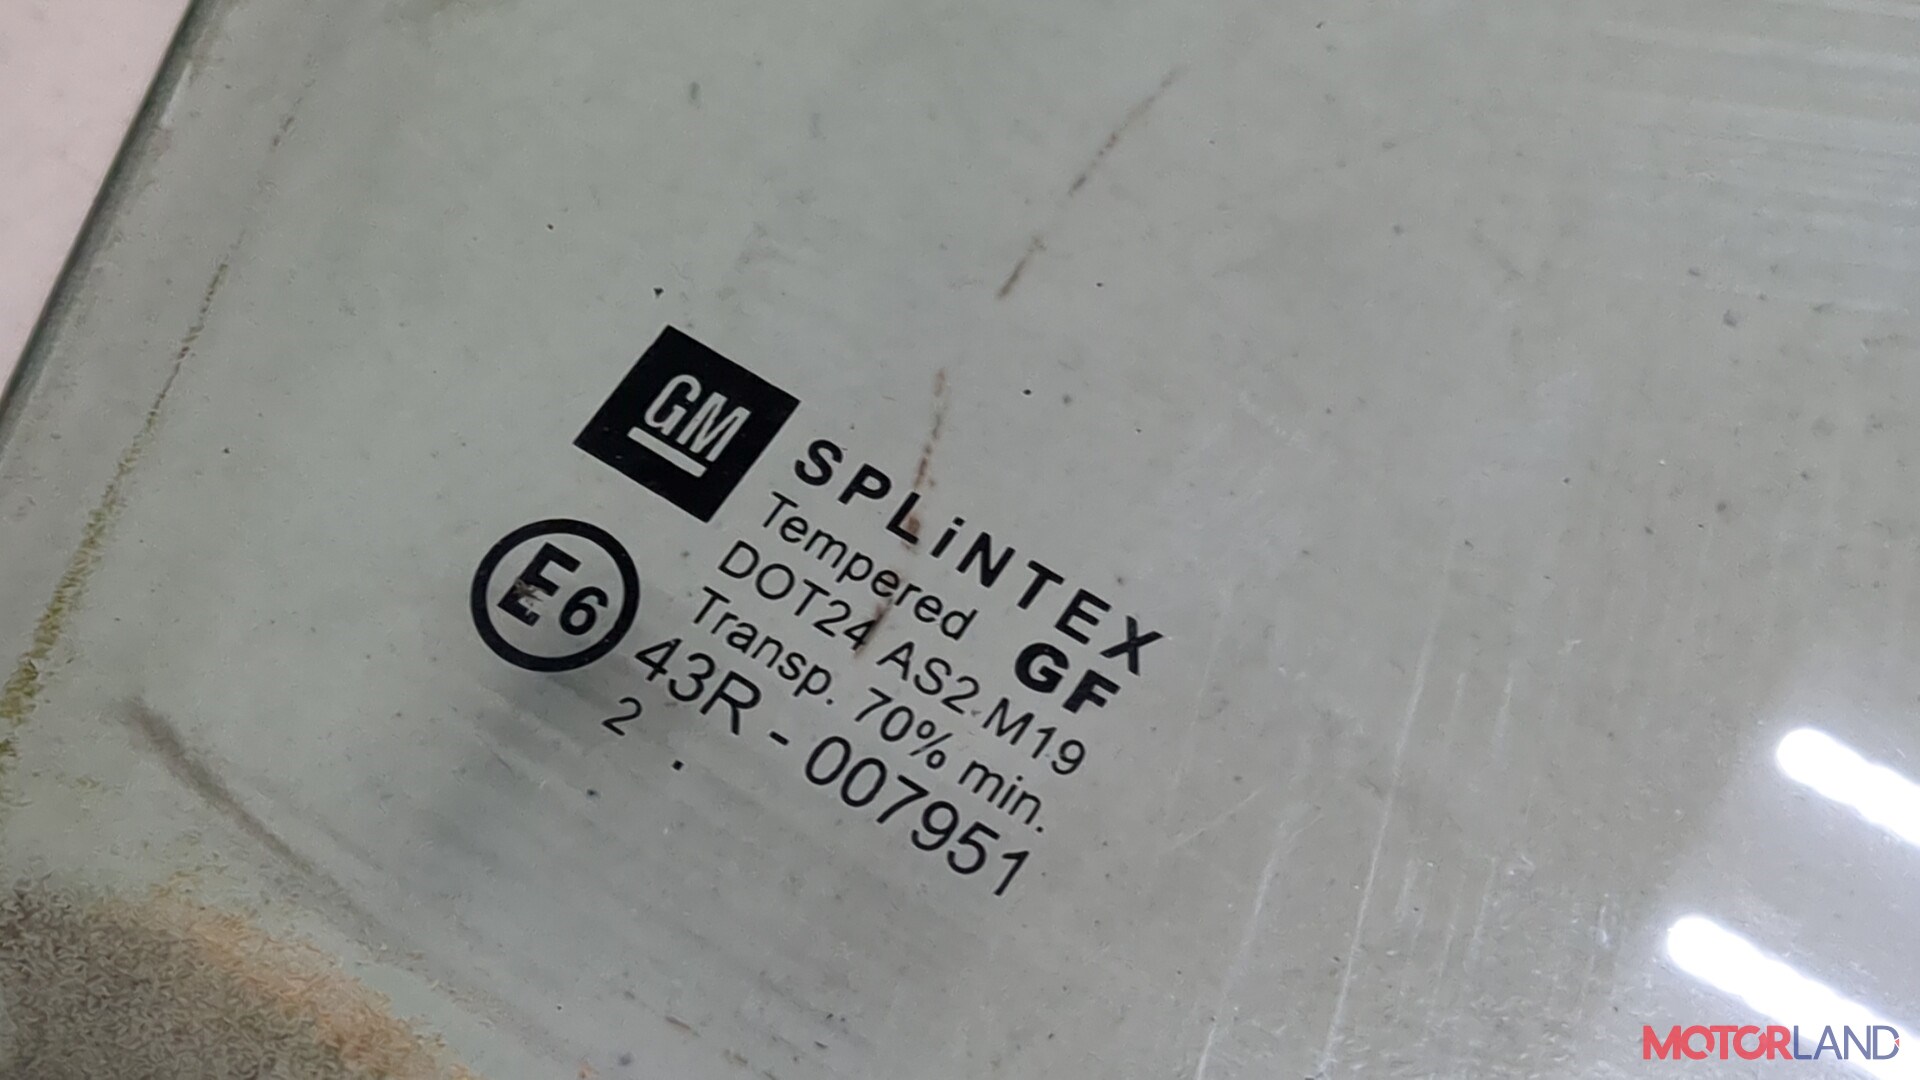 GM
SPLiNTEX
Tempered GF
DOT24 AS2 M19
Transp. 70% min.
E6
43R - 007951
2 .
MOTORLAND